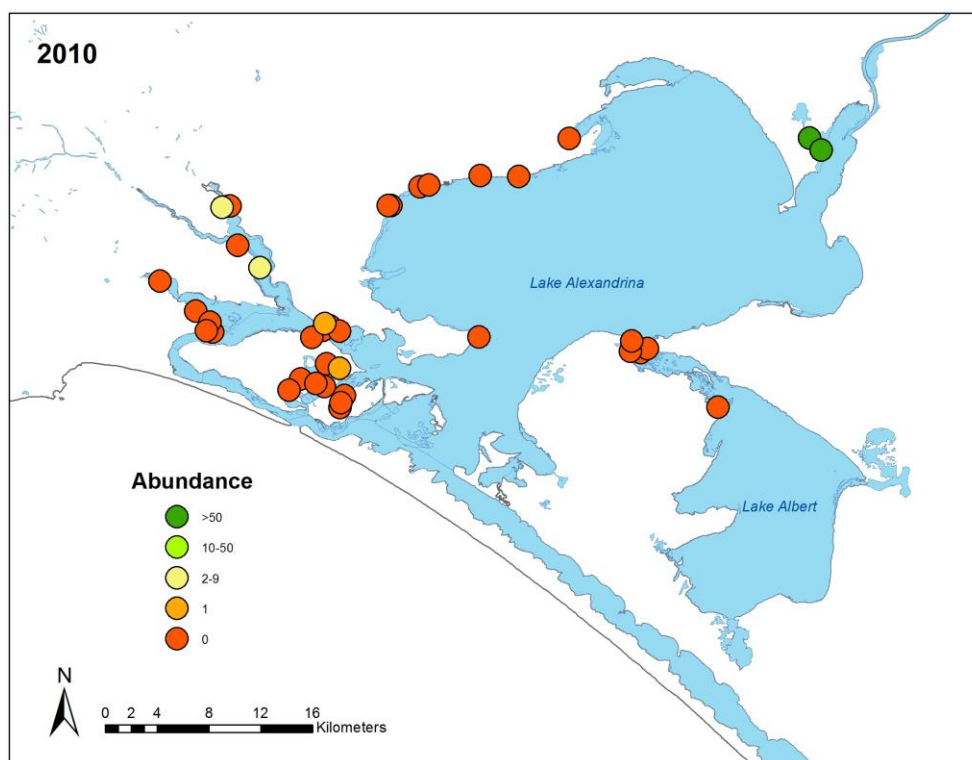 2010
Lake Alexandrina
Lake Albert
Abundance
>50
10-50
2-9
1
0
N
0 2 4 8 12 16
Kilometers